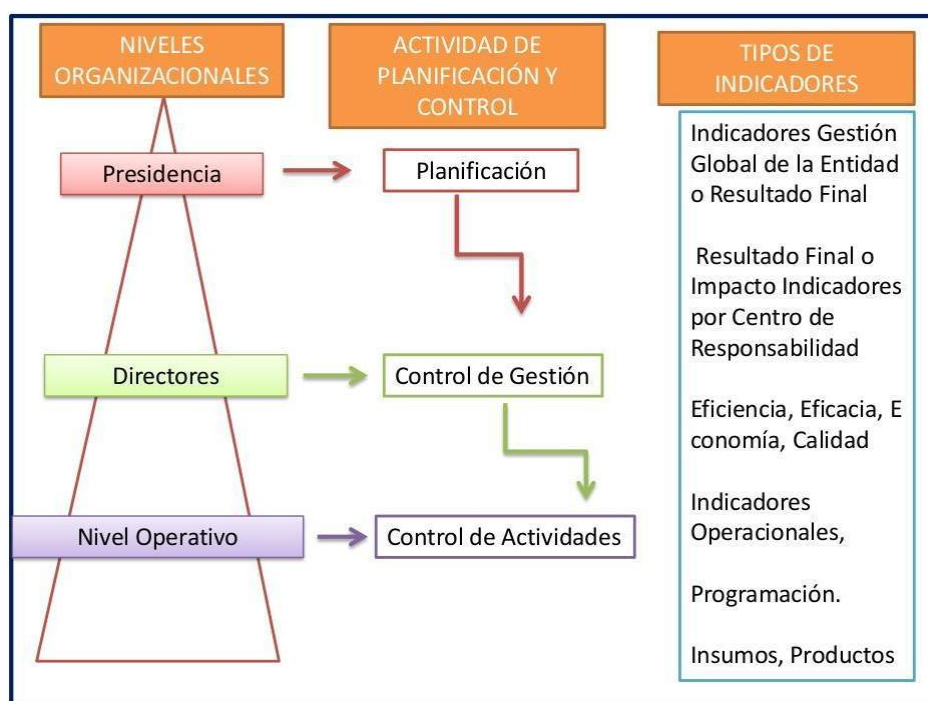 NIVELES
ORGANIZACIONALES
ACTIVIDAD DE
PLANIFICACIÓN Y
CONTROL
TIPOS DE
INDICADORES
Presidencia
Planificación
Directores
Control de Gestión
Nivel Operativo
Control de Actividades
Indicadores Gestión
Global de la Entidad
o Resultado Final
Resultado Final o
Impacto Indicadores
por Centro de
Responsabilidad
Eficiencia, Eficacia, E
conomía, Calidad
Indicadores
Operacionales,
Programación.
Insumos, Productos